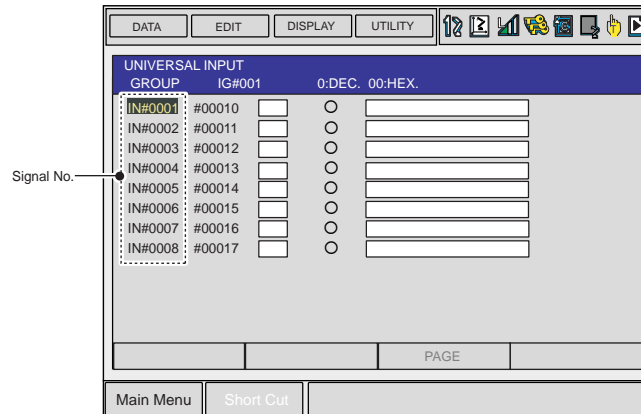 DATA EDIT DISPLAY UTILITY
UNIVERSAL INPUT
GROUP IG#001 0:DEC. 00:HEX.
IN#0001 #00010
IN#0002 #00011
IN#0003 #00012
IN#0004 #00013
Signal No.
IN#0005 #00014
IN#0006 #00015
IN#0007 #00016
IN#0008 #00017
PAGE
Main Menu Short Cut